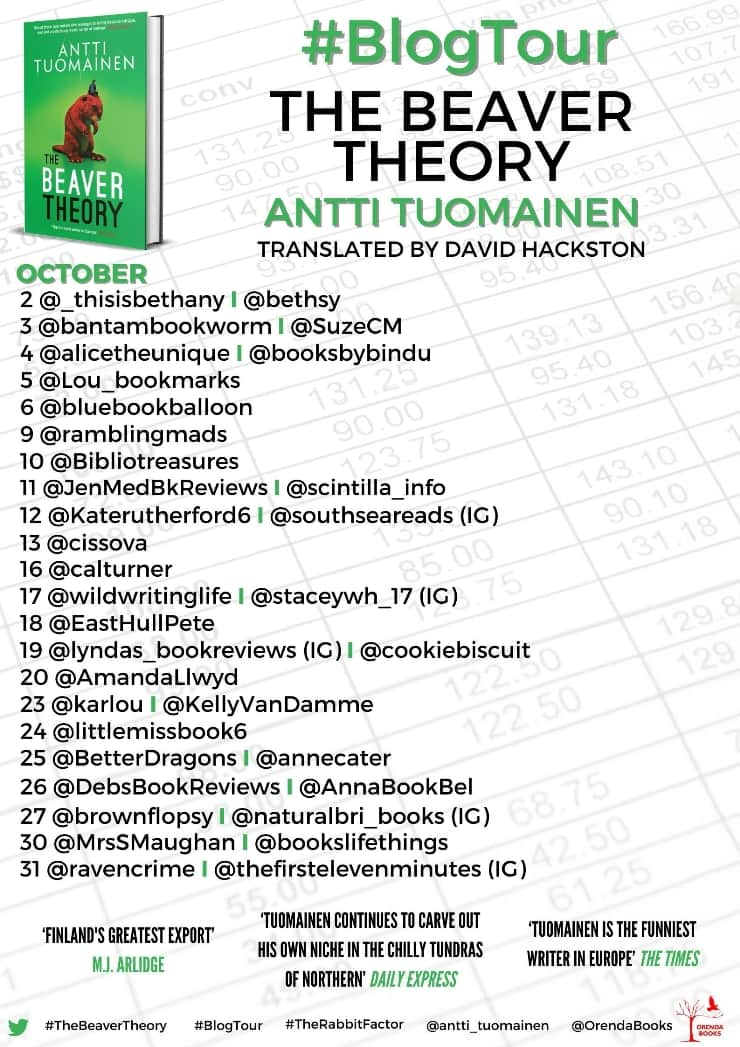 ANTTI
TUOMAINEN
THE
BEAVER
THEORY
#BlogTour
THE BEAVER
THEORY
ANTTI TUOMAINEN
TRANSLATED BY DAVID HACKSTON
OCTOBER
2 @_thisisbethany I @bethsy
3 @bantambookworm I @SuzeCM
4 @alicetheunique I @booksbybindu
5 @Lou_bookmarks
6 @bluebookballoon
9 @ramblingmads
10 @Bibliotreasures
11 @JenMedBkReviews I @scintilla_info
12 @Katerutherford6 I @southseareads (IG)
13 @cissova
16 @calturner
17 @wildwritinglife I @staceywh_17 (IG)
18 @EastHullPete
19 @lyndas_bookreviews (IG) I @cookiebiscuit
20 @AmandaLlwyd
23 @karlou I @KellyVanDamme
24 @littlemissbook6
25 @BetterDragons I @annecater
26 @DebsBookReviews I @AnnaBookBel
27 @brownflopsy I @naturalbri_books (IG)
30 @MrsSMaughan I @bookslifethings
31 @ravencrime I @thefirstelevenminutes (IG)
'FINLAND'S GREATEST EXPORT'
M.J. ARLIDGE
'TUOMAINEN CONTINUES TO CARVE OUT
HIS OWN NICHE IN THE CHILLY TUNDRAS
OF NORTHERN' DAILY EXPRESS
'TUOMAINEN IS THE FUNNIEST
WRITER IN EUROPE' THE TIMES
#TheBeaverTheory #BlogTour #TheRabbitFactor @antti_tuomainen @OrendaBooks
ORENDA
BOOKS